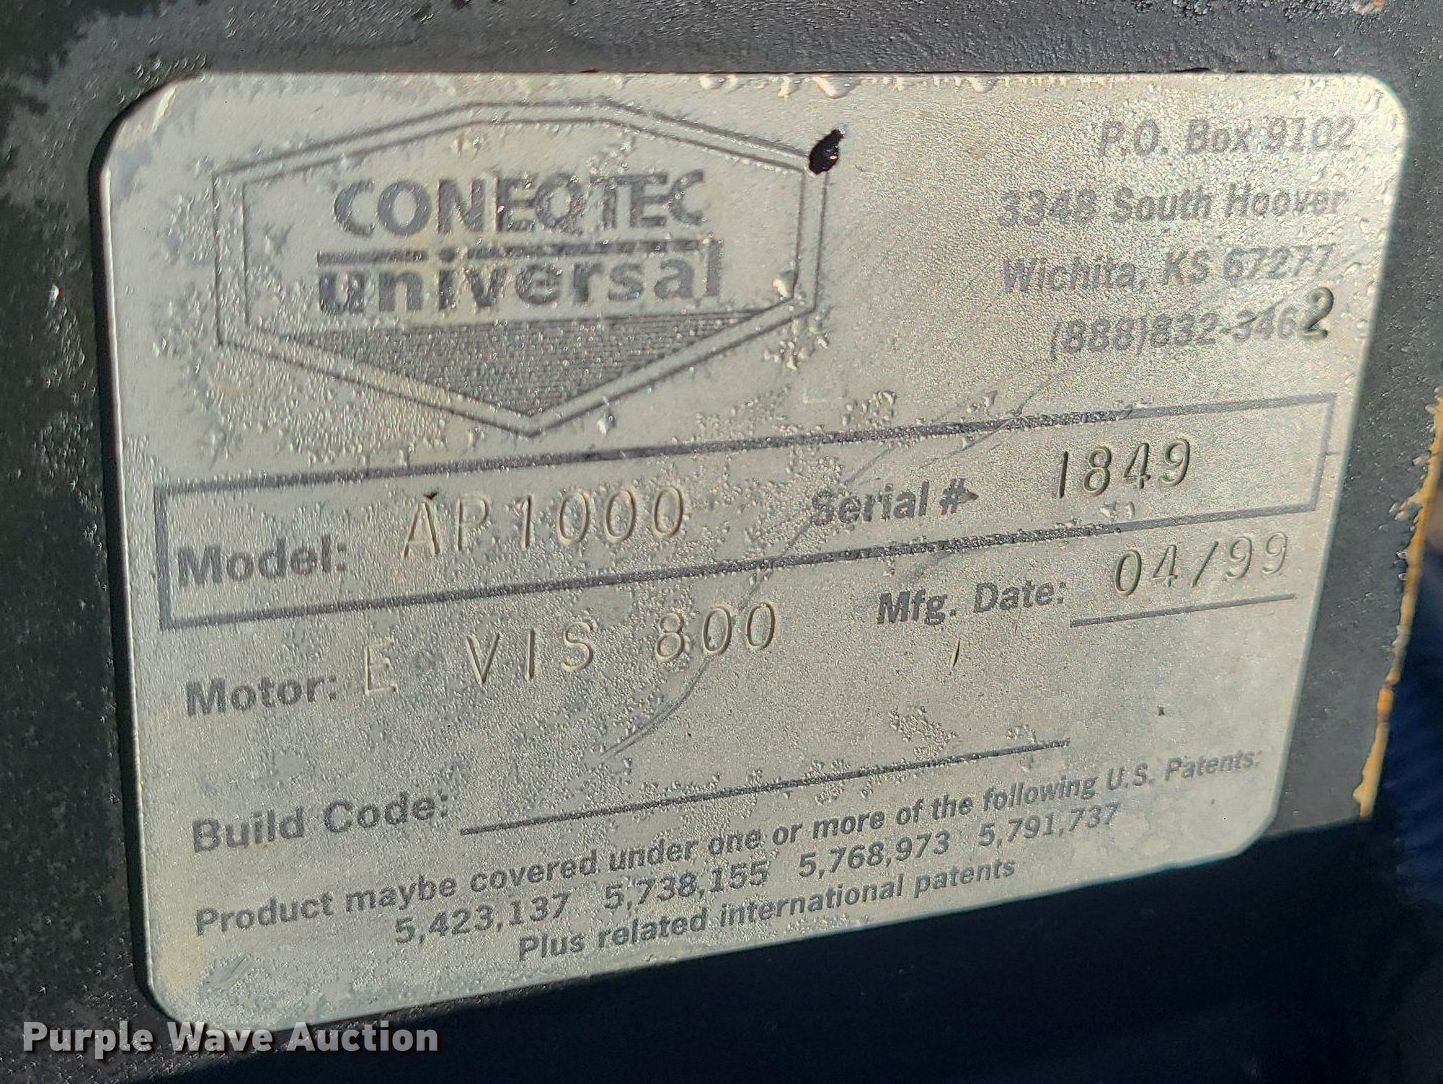 CONEQTEC
universal
P.O. Box 9102
3348 South Hoover
Wichita, KS 67277
(888)832-3462
Model: AP1000 Serial # 1849
Motor: E VIS 800 Mfg. Date: 04/99
Build Code:
Product maybe covered under one or more of the following U.S. Patents:
5,423,137 5,738,155 5,768,973 5,791,737
Plus related international patents
Purple Wave Auction